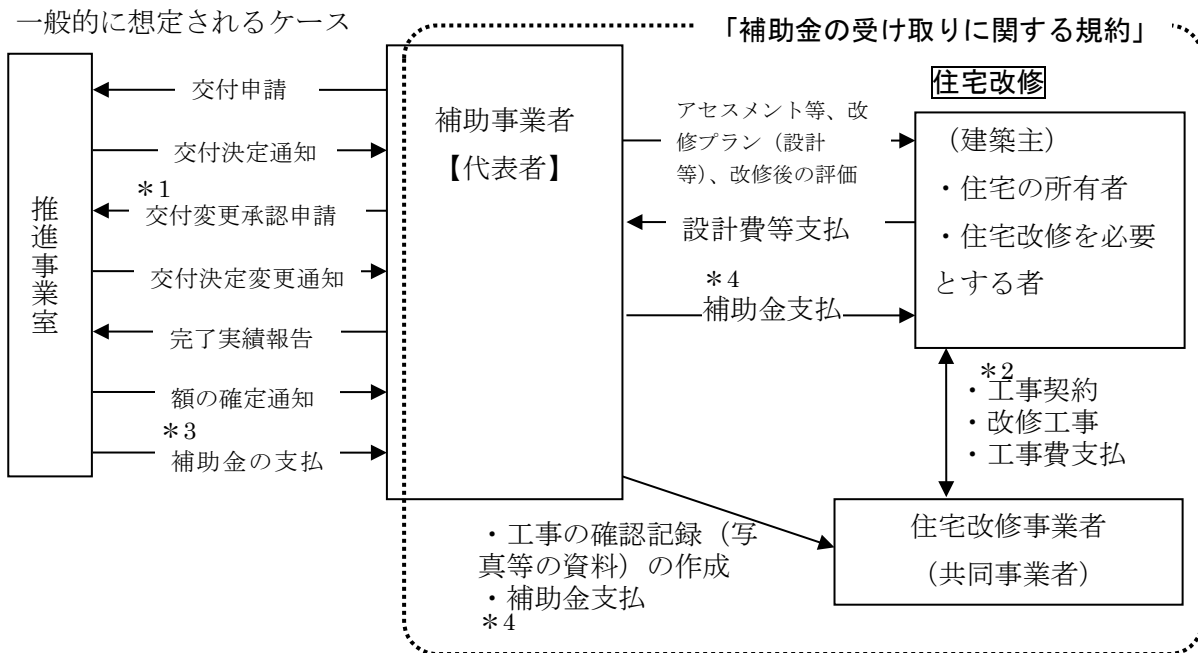 一般的に想定されるケース
「補助金の受け取りに関する規約」
推進事業室
交付申請
交付決定通知
＊1
交付変更承認申請
交付決定変更通知
完了実績報告
額の確定通知
＊3
補助金の支払
補助事業者
【代表者】
アセスメント等、改
修プラン（設計
等）、改修後の評価
設計費等支払
＊4
補助金支払
住宅改修
（建築主）
・住宅の所有者
・住宅改修を必要
とする者
＊2
・工事契約
・改修工事
・工事費支払
・工事の確認記録（写
真等の資料）の作成
・補助金支払
＊4
住宅改修事業者
（共同事業者）